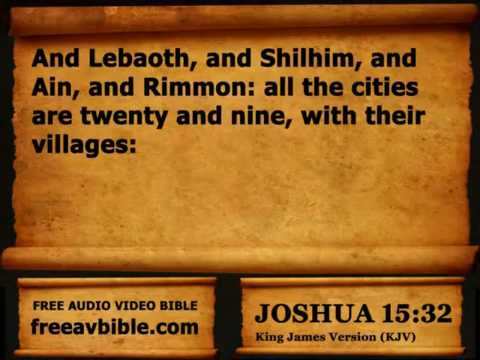 And Lebaoth, and Shilhim, and
Ain, and Rimmon: all the cities
are twenty and nine, with their
villages:
FREE AUDIO VIDEO BIBLE
freeavbible.com
JOSHUA 15:32
King James Version (KJV)